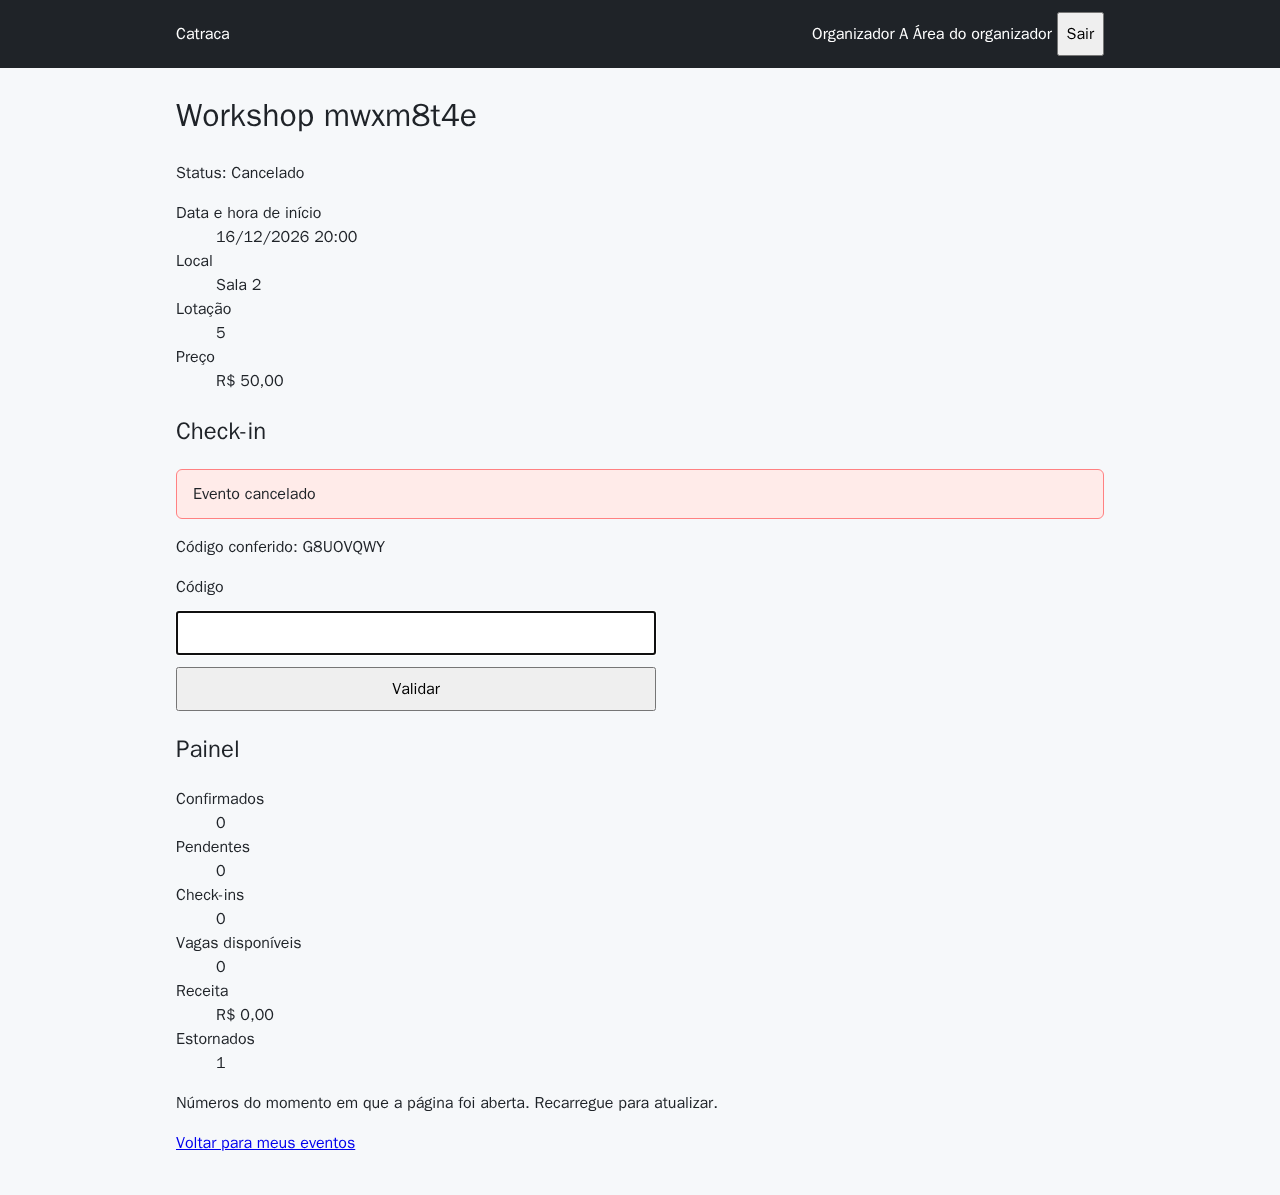 Catraca
Organizador A Área do organizador Sair
Workshop mwxm8t4e
Status: Cancelado
Data e hora de início
16/12/2026 20:00
Local
Sala 2
Lotação
5
Preço
R$ 50,00
Check-in
Evento cancelado
Código conferido: G8UOVQWY
Código
Validar
Painel
Confirmados
0
Pendentes
0
Check-ins
0
Vagas disponíveis
0
Receita
R$ 0,00
Estornados
1
Números do momento em que a página foi aberta. Recarregue para atualizar.
Voltar para meus eventos